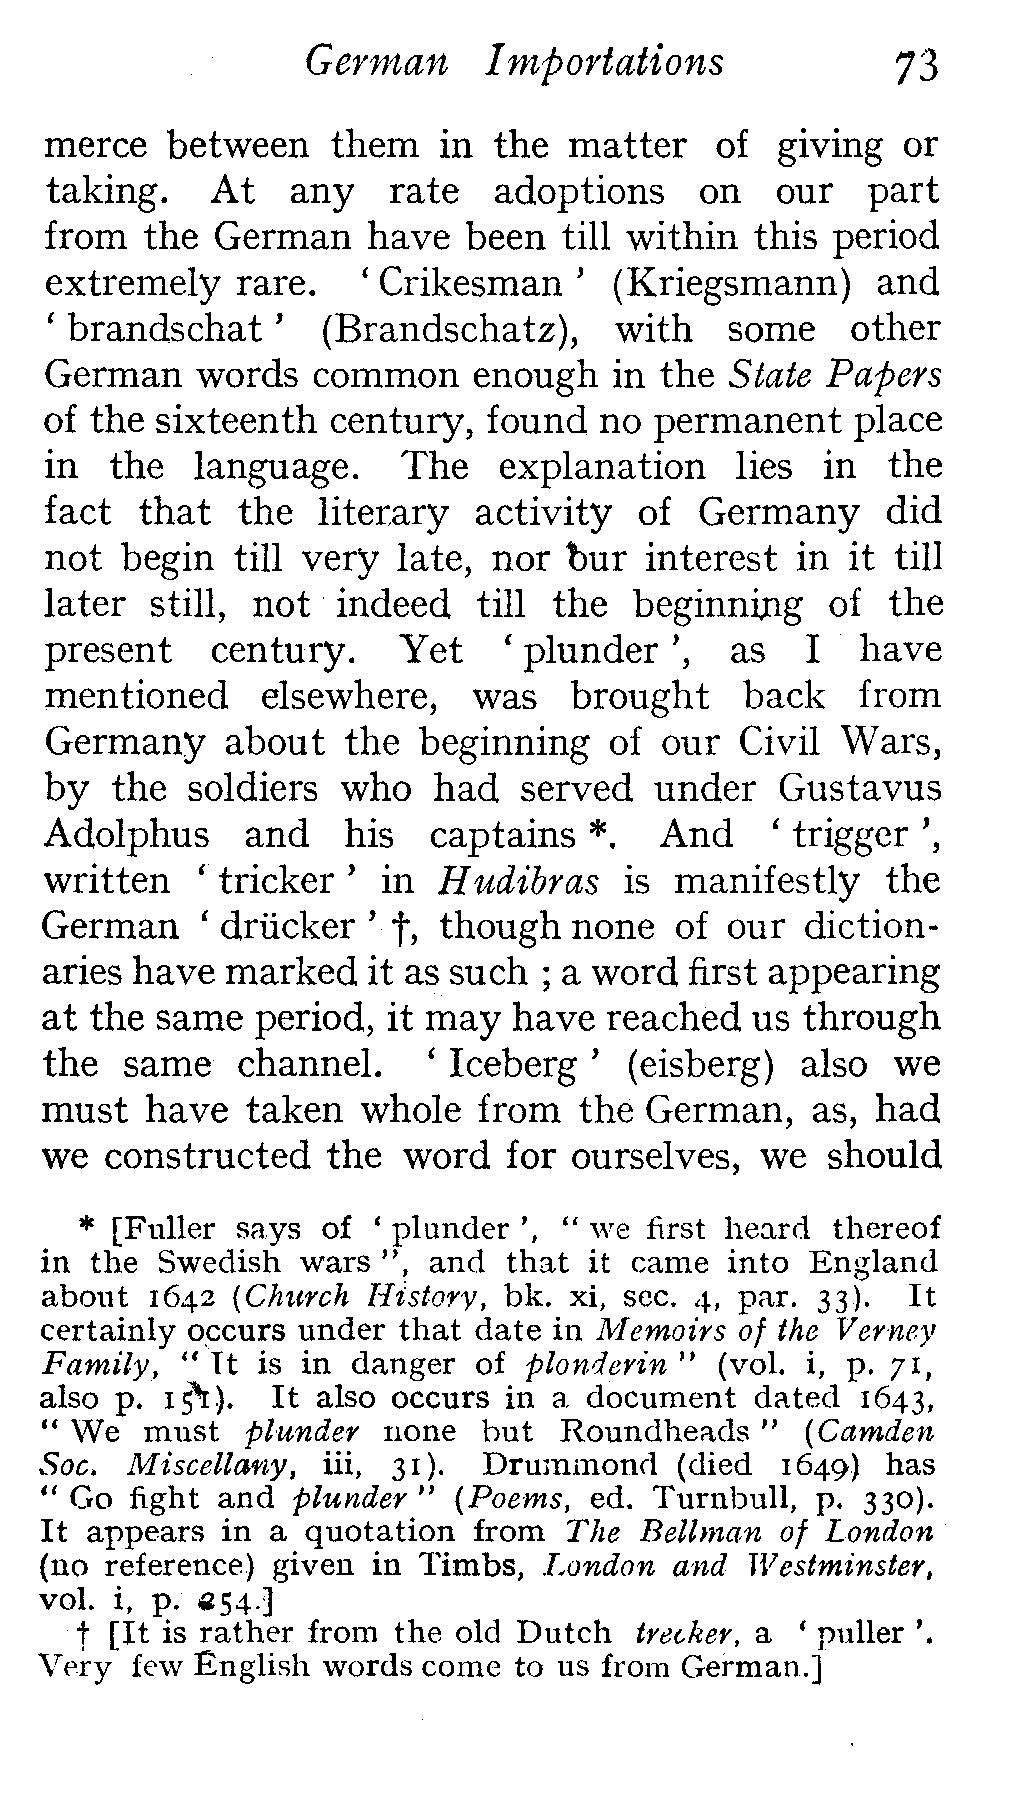 German Importations 73
merce between them in the matter of giving or
taking. At any rate adoptions on our part
from the German have been till within this period
extremely rare. ‘ Crikesman ’ (Kriegsmann) and
‘ brandschat ’ (Brandschatz), with some other
German words common enough in the State Papers
of the sixteenth century, found no permanent place
in the language. The explanation lies in the
fact that the literary activity of Germany did
not begin till very late, nor our interest in it till
later still, not indeed till the beginning of the
present century. Yet ‘ plunder ’, as I have
mentioned elsewhere, was brought back from
Germany about the beginning of our Civil Wars,
by the soldiers who had served under Gustavus
Adolphus and his captains *. And ‘ trigger ’,
written ‘ tricker ’ in Hudibras is manifestly the
German ‘ drücker ’ †, though none of our diction-
aries have marked it as such ; a word first appearing
at the same period, it may have reached us through
the same channel. ‘ Iceberg ’ (eisberg) also we
must have taken whole from the German, as, had
we constructed the word for ourselves, we should
* [Fuller says of ‘ plunder ’, “ we first heard thereof
in the Swedish wars ”, and that it came into England
about 1642 (Church History, bk. xi, sec. 4, par. 33). It
certainly occurs under that date in Memoirs of the Verney
Family, “ It is in danger of plonderin ” (vol. i, p. 71,
also p. 151). It also occurs in a document dated 1643,
“ We must plunder none but Roundheads ” (Camden
Soc. Miscellany, iii, 31). Drummond (died 1649) has
“ Go fight and plunder ” (Poems, ed. Turnbull, p. 330).
It appears in a quotation from The Bellman of London
(no reference) given in Timbs, London and Westminster,
vol. i, p. 254.]
† [It is rather from the old Dutch trecker, a ‘ puller ’.
Very few English words come to us from German.]